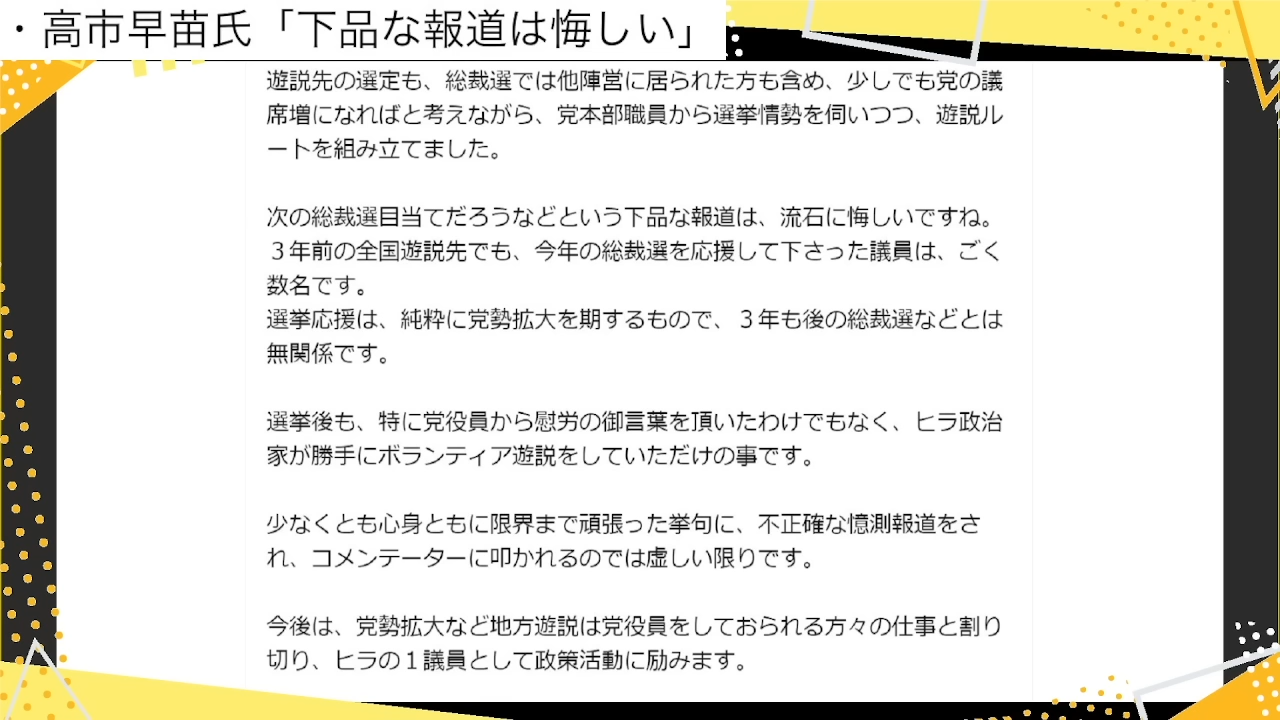 ・高市早苗氏「下品な報道は悔しい」
遊説先の選定も、総裁選では他陣営に居られた方も含め、少しでも党の議
席増になればと考えながら、党本部職員から選挙情勢を伺いつつ、遊説ル
ートを組み立てました。
次の総裁選目当てだろうなどという下品な報道は、流石に悔しいですね。
３年前の全国遊説先でも、今年の総裁選を応援して下さった議員は、ごく
数名です。
選挙応援は、純粋に党勢拡大を期するもので、３年も後の総裁選などとは
無関係です。
選挙後も、特に党役員から慰労の御言葉を頂いたわけでもなく、ヒラ政治
家が勝手にボランティア遊説をしていただけの事です。
少なくとも心身ともに限界まで頑張った挙句に、不正確な憶測報道をさ
れ、コメンテーターに叩かれるのでは虚しい限りです。
今後は、党勢拡大など地方遊説は党役員をしておられる方々の仕事と割り
切り、ヒラの１議員として政策活動に励みます。